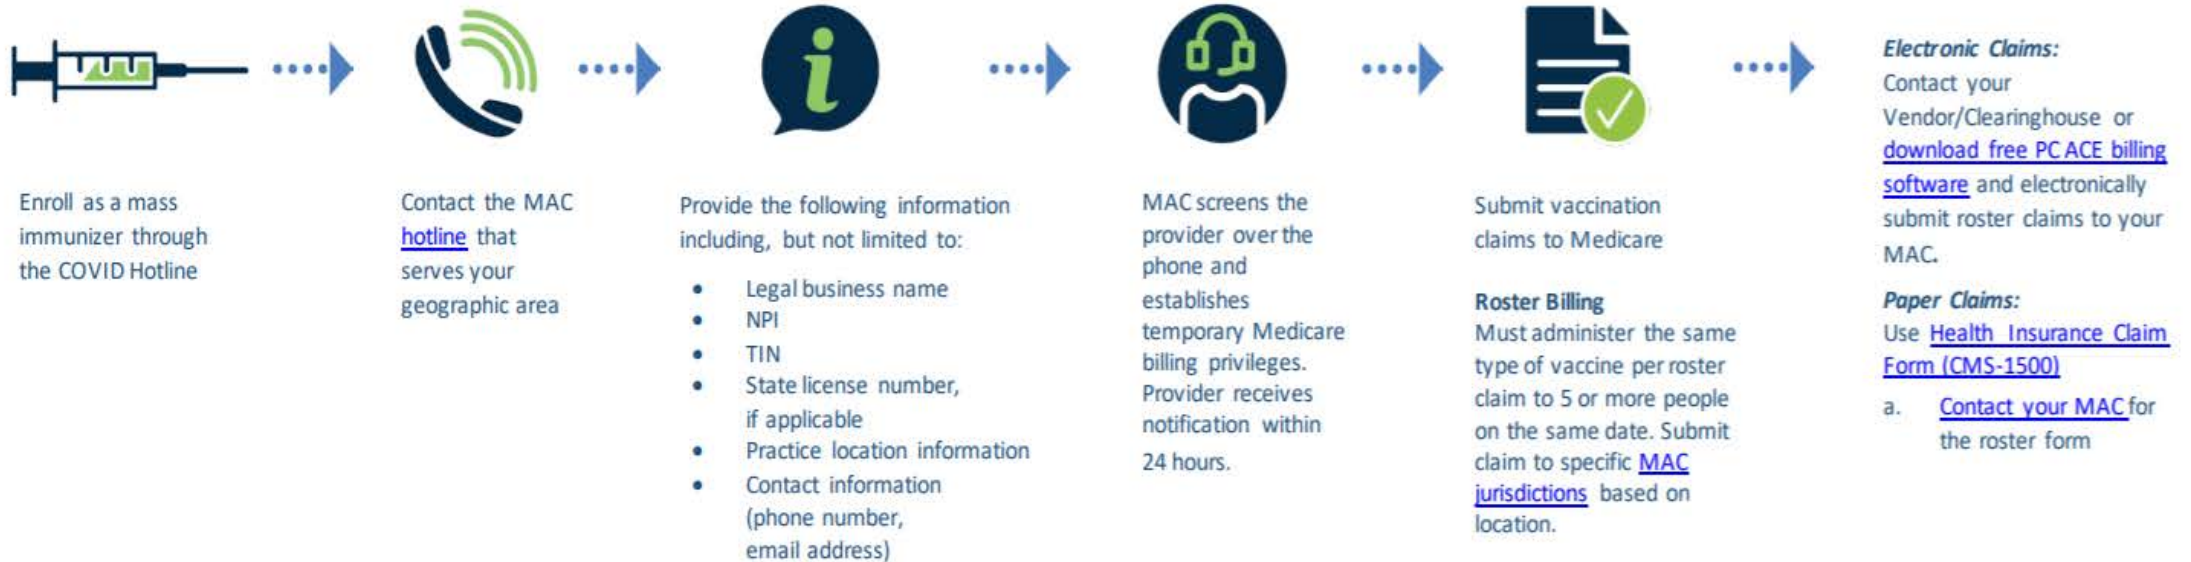 Enroll as a mass
immunizer through
the COVID Hotline
Contact the MAC
hotline that
serves your
geographic area
Provide the following information
including, but not limited to:
• Legal business name
• NPI
• TIN
• State license number,
if applicable
• Practice location information
• Contact information
(phone number,
email address)
MAC screens the
provider over the
phone and
establishes
temporary Medicare
billing privileges.
Provider receives
notification within
24 hours.
Submit vaccination
claims to Medicare
Roster Billing
Must administer the same
type of vaccine per roster
claim to 5 or more people
on the same date. Submit
claim to specific MAC
jurisdictions based on
location.
Electronic Claims:
Contact your
Vendor/Clearinghouse or
download free PC ACE billing
software and electronically
submit roster claims to your
MAC.
Paper Claims:
Use Health Insurance Claim
Form (CMS-1500)
a. Contact your MAC for
the roster form